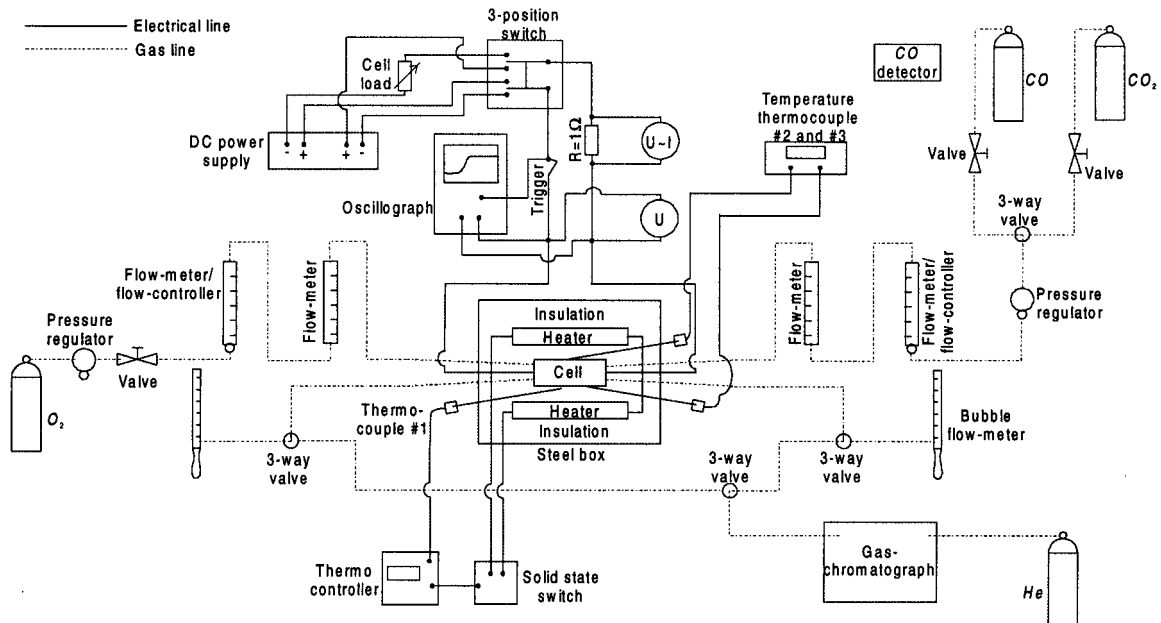 Electrical line
Gas line
3-position
switch
Cell
load
DC power
supply
- + + -
Oscillograph
Trigger
R=1Ω
U~I
U
Temperature
thermocouple
#2 and #3
CO
detector
CO
CO₂
Valve
Valve
3-way
valve
Pressure
regulator
Flow-meter/
flow-controller
Flow-meter
Flow-meter
Flow-meter/
flow-controller
Pressure
regulator
Valve
O₂
Insulation
Heater
Cell
Heater
Insulation
Steel box
Thermo-
couple #1
3-way
valve
3-way
valve
3-way
valve
Bubble
flow-meter
Thermo
controller
Solid state
switch
Gas-
chromatograph
He